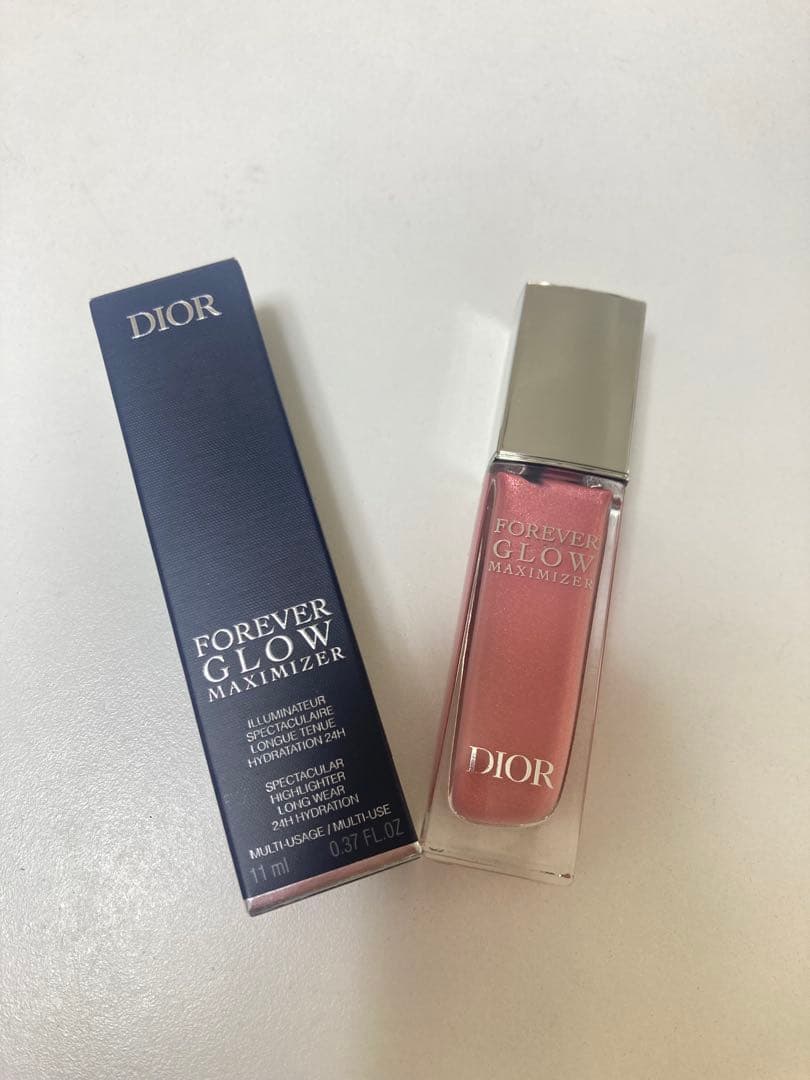 DIOR
FOREVER
GLOW
MAXIMIZER
ILLUMINATEUR
SPECTACULAIRE
LONGUE TENUE
HYDRATATION 24H
SPECTACULAR
HIGHLIGHTER
LONG WEAR
24H HYDRATION
MULTI-USAGE / MULTI-USE
11 ml 0.37 FL.OZ
FOREVER
GLOW
MAXIMIZER
DIOR